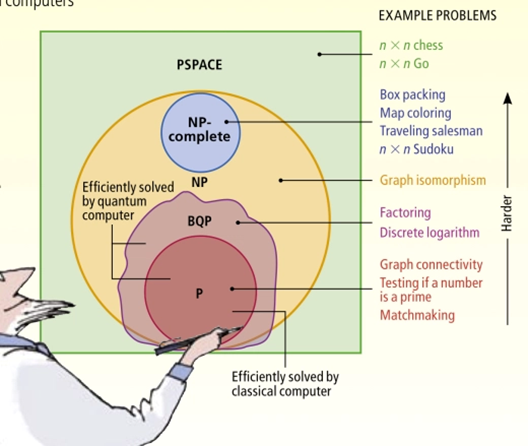 computers
EXAMPLE PROBLEMS
n × n chess
n × n Go
PSPACE
Box packing
Map coloring
Traveling salesman
n × n Sudoku
NP-
complete
NP
Graph isomorphism
Efficiently solved
by quantum
computer
BQP
Factoring
Discrete logarithm
Harder
P
Graph connectivity
Testing if a number
is a prime
Matchmaking
Efficiently solved by
classical computer